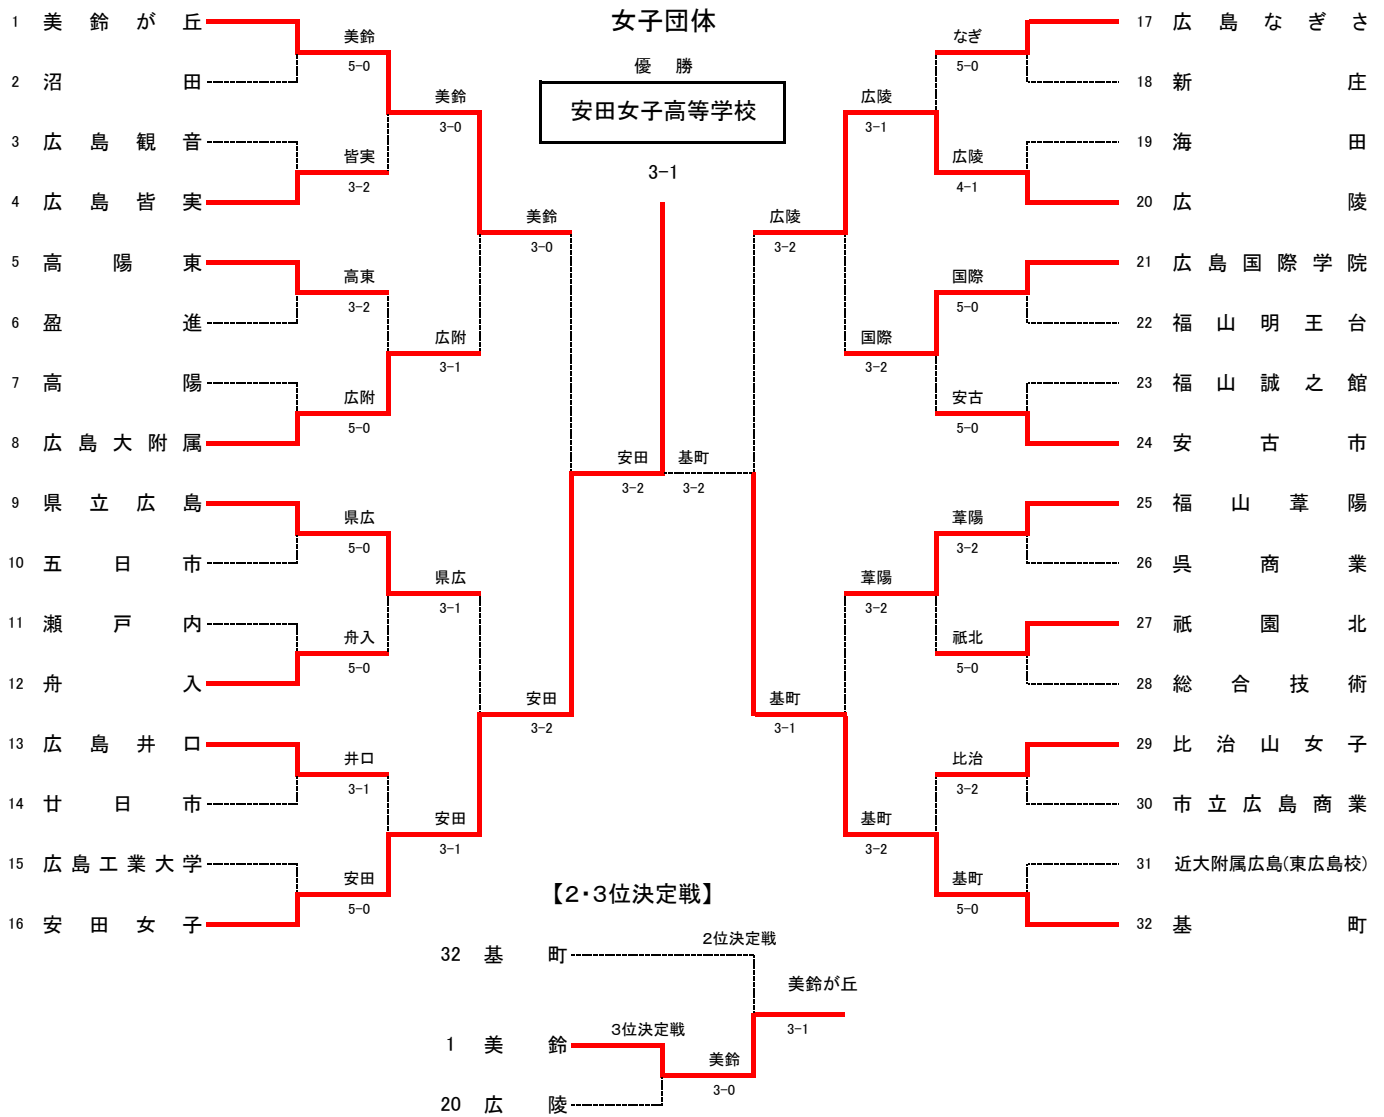 女子団体
優勝
安田女子高等学校
3-1
1 美鈴が丘
2 沼田
3 広島観音
4 広島皆実
5 高陽東
6 盈進
7 高陽
8 広島大附属
9 県立広島
10 五日市
11 瀬戸内
12 舟入
13 広島井口
14 廿日市
15 広島工業大学
16 安田女子
美鈴
5-0
皆実
3-2
高東
3-2
広附
5-0
県広
5-0
舟入
5-0
井口
3-1
安田
5-0
美鈴
3-0
広附
3-1
県広
3-1
安田
3-1
美鈴
3-0
安田
3-2
安田
3-2
基町
3-2
広陵
3-2
基町
3-1
広陵
3-1
国際
3-2
葦陽
3-2
基町
3-2
なぎ
5-0
広陵
4-1
国際
5-0
安古
5-0
葦陽
3-2
祇北
5-0
比治
3-2
基町
5-0
17 広島なぎさ
18 新庄
19 海田
20 広陵
21 広島国際学院
22 福山明王台
23 福山誠之館
24 安古市
25 福山葦陽
26 呉商業
27 祇園北
28 総合技術
29 比治山女子
30 市立広島商業
31 近大附属広島(東広島校)
32 基町
【2・3位決定戦】
32 基町
2位決定戦
美鈴が丘
3-1
1 美鈴
3位決定戦
美鈴
3-0
20 広陵